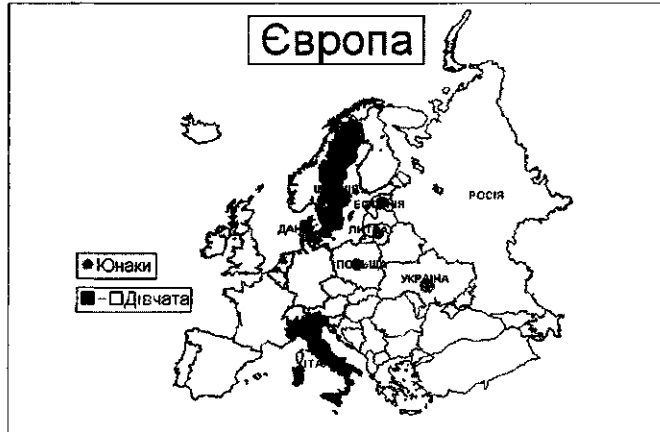 Європа
РОСІЯ
ЛИТВА
ПОЛЬЩА
УКРАЇНА
Юнаки
Дівчата